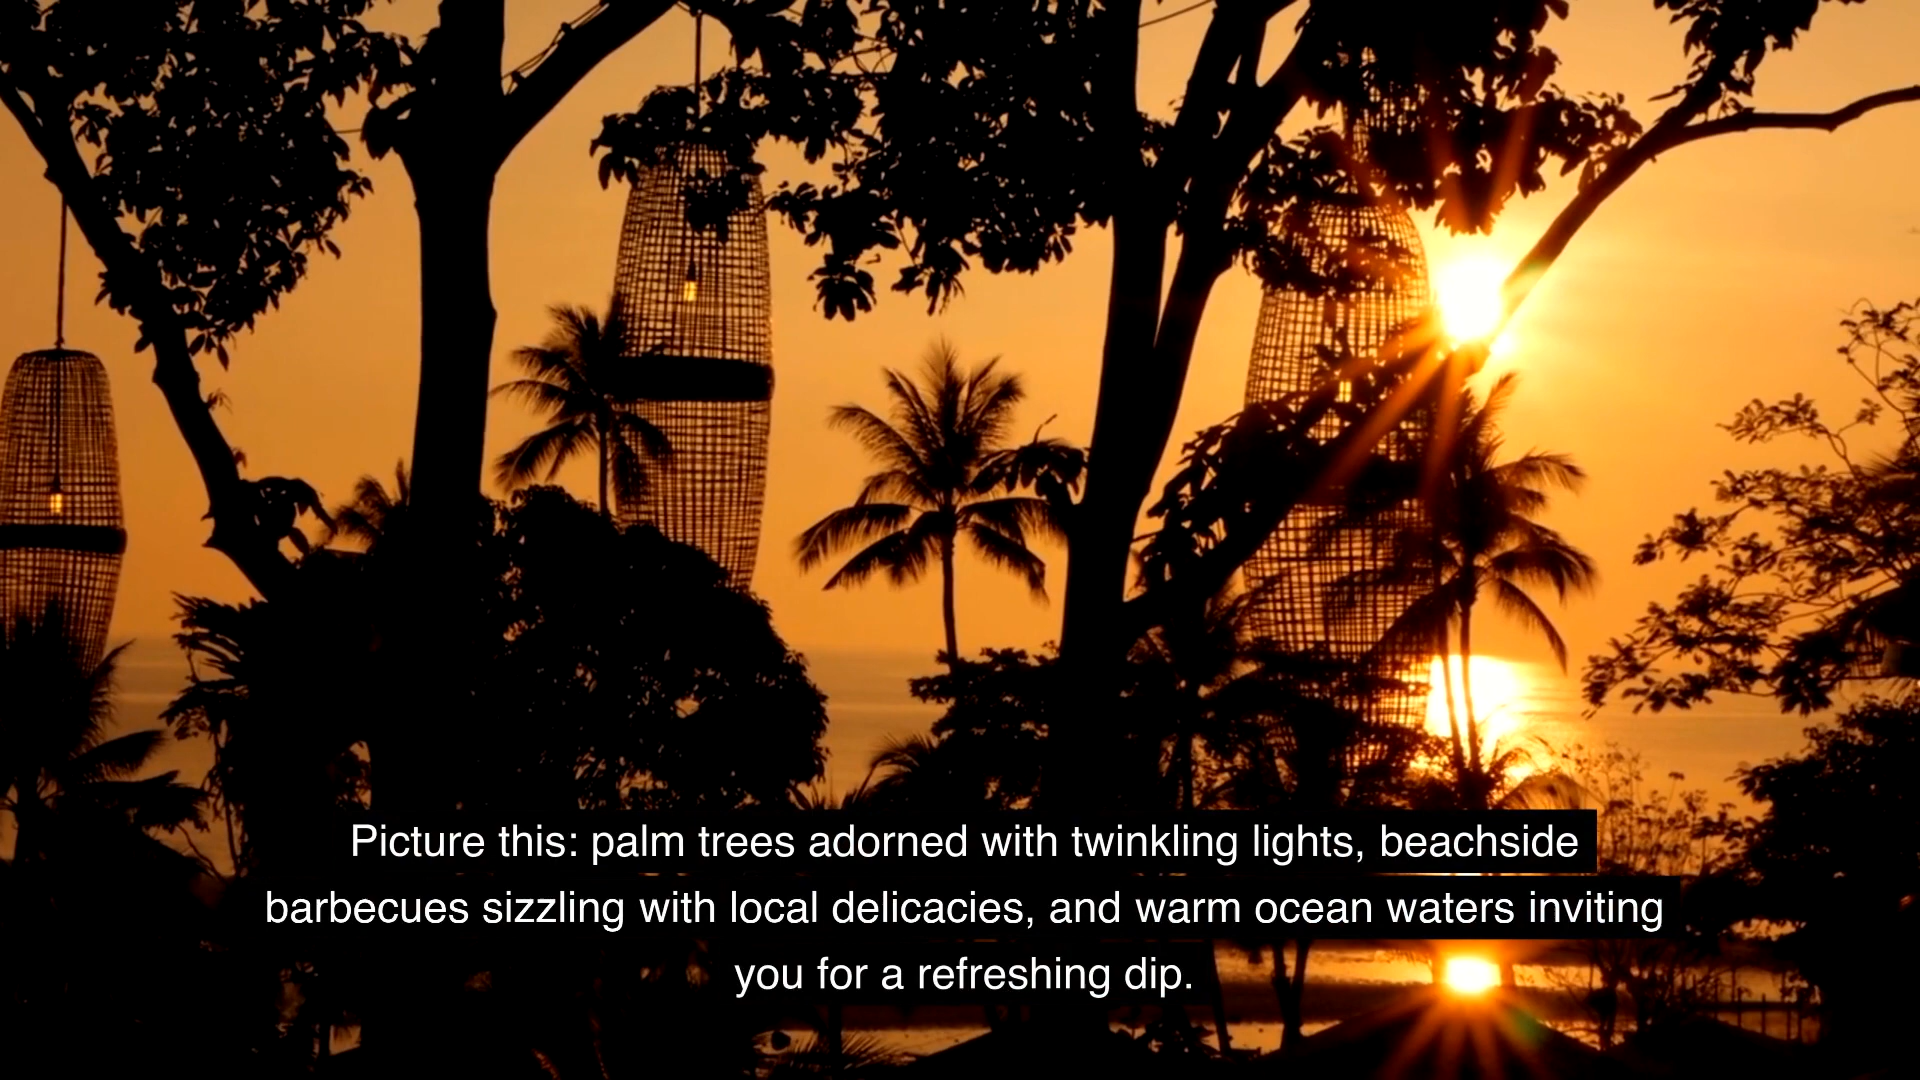 Picture this: palm trees adorned with twinkling lights, beachside
barbecues sizzling with local delicacies, and warm ocean waters inviting
you for a refreshing dip.